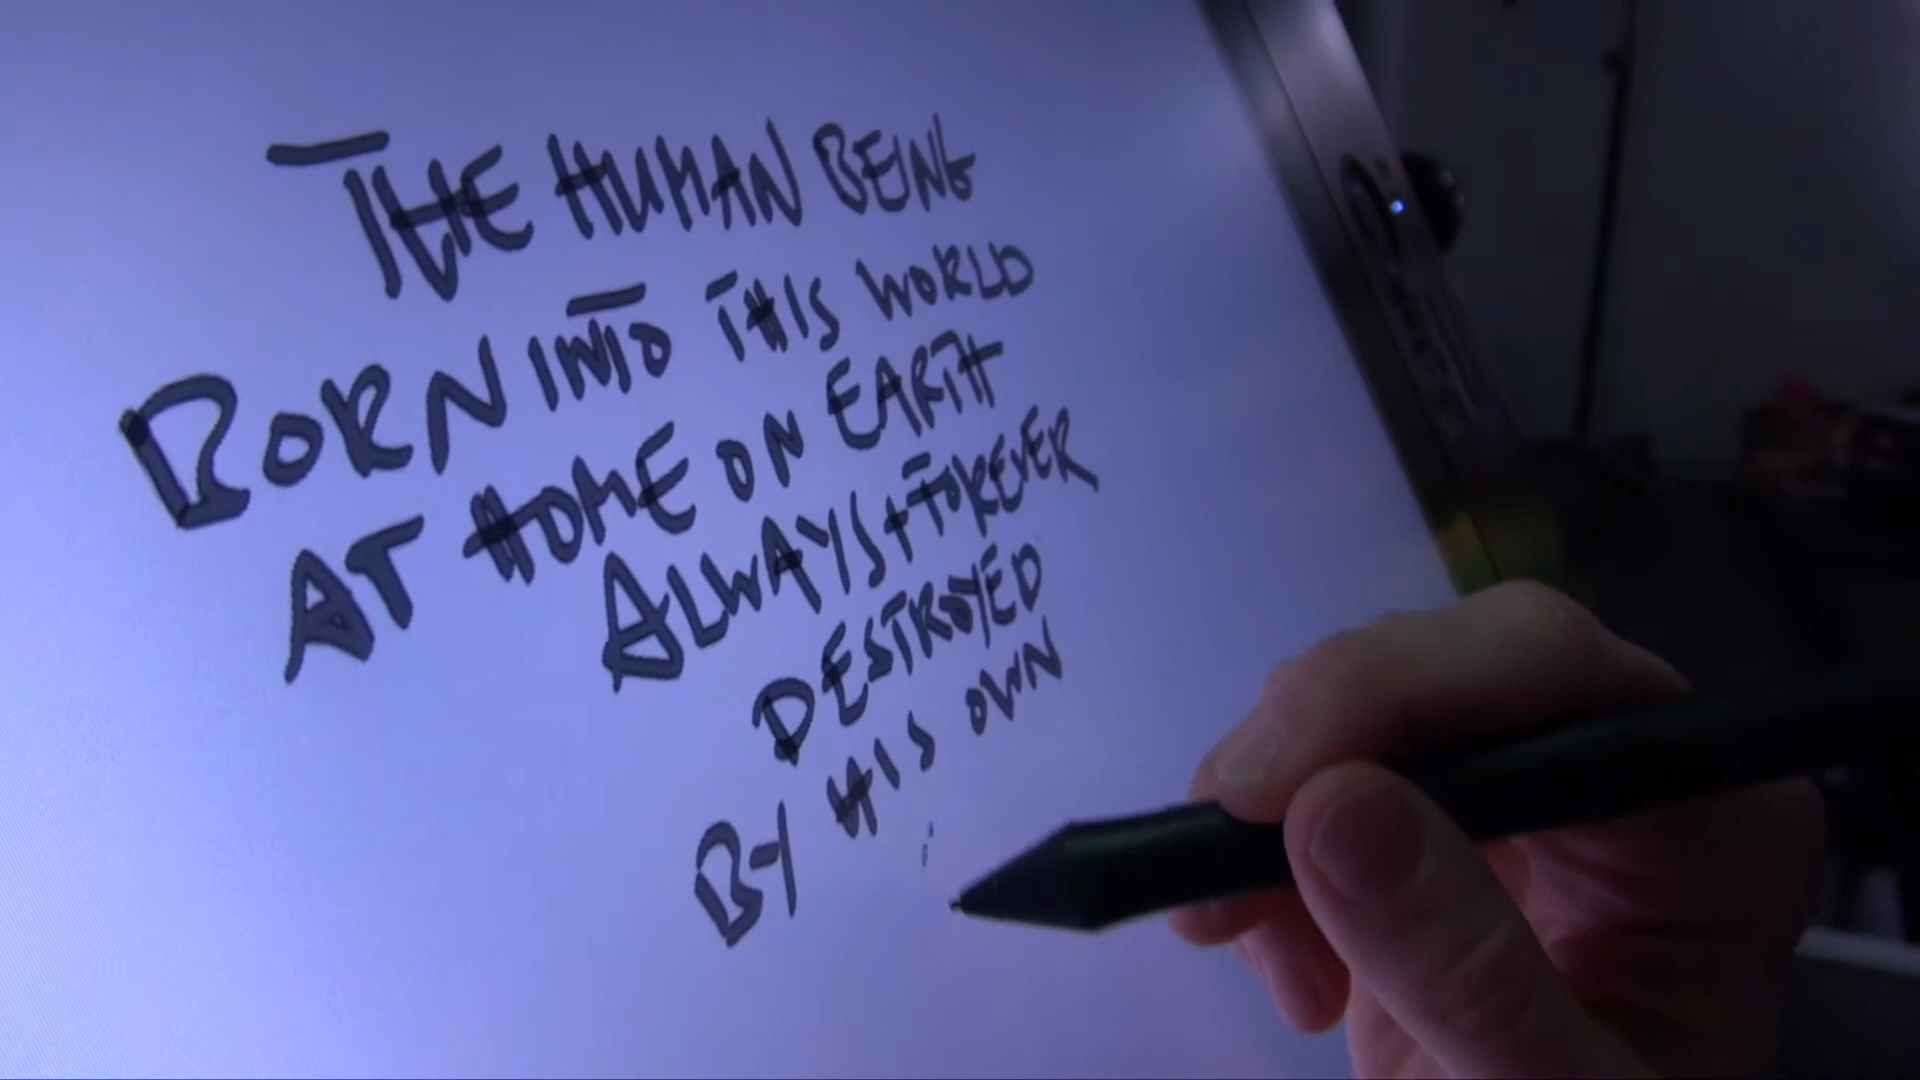 THE HUMAN BEING
BORN INTO THIS WORLD
AT HOME ON EARTH
ALWAYS + FOREVER
DESTROYED
BY HIS OWN